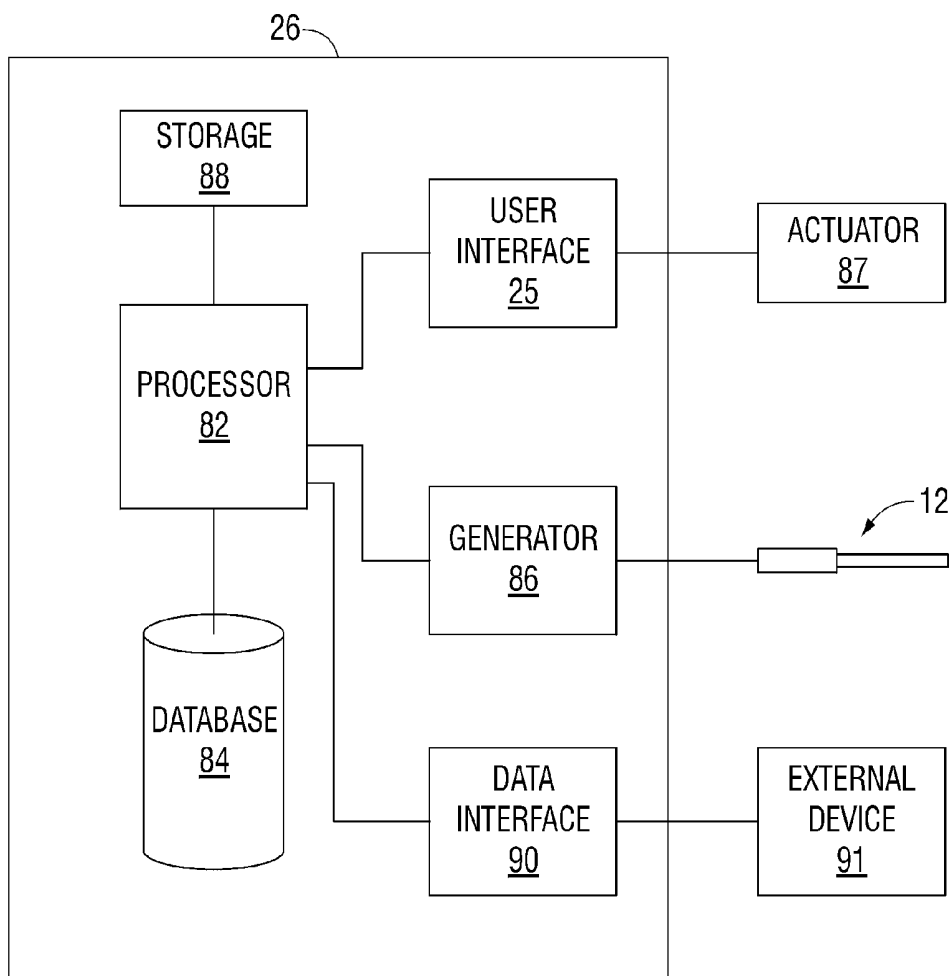 26
STORAGE
88
USER
INTERFACE
25
ACTUATOR
87
PROCESSOR
82
12
GENERATOR
86
DATABASE
84
DATA
INTERFACE
90
EXTERNAL
DEVICE
91